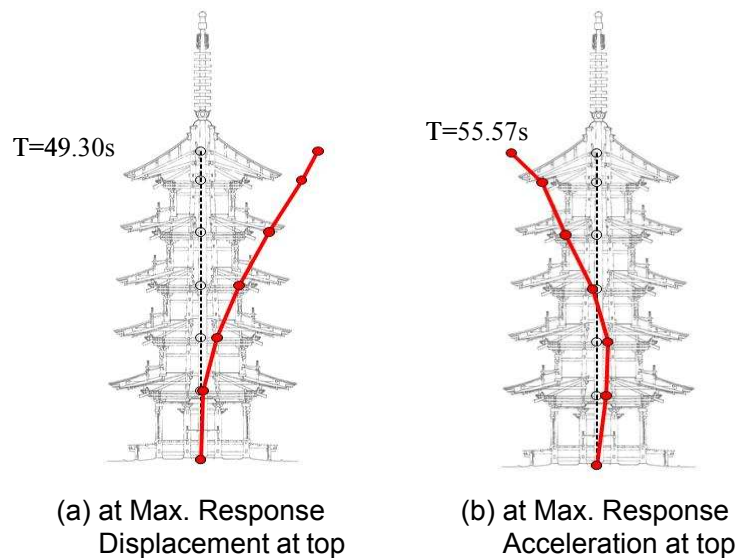 T=49.30s
T=55.57s
(a) at Max. Response
Displacement at top
(b) at Max. Response
Acceleration at top